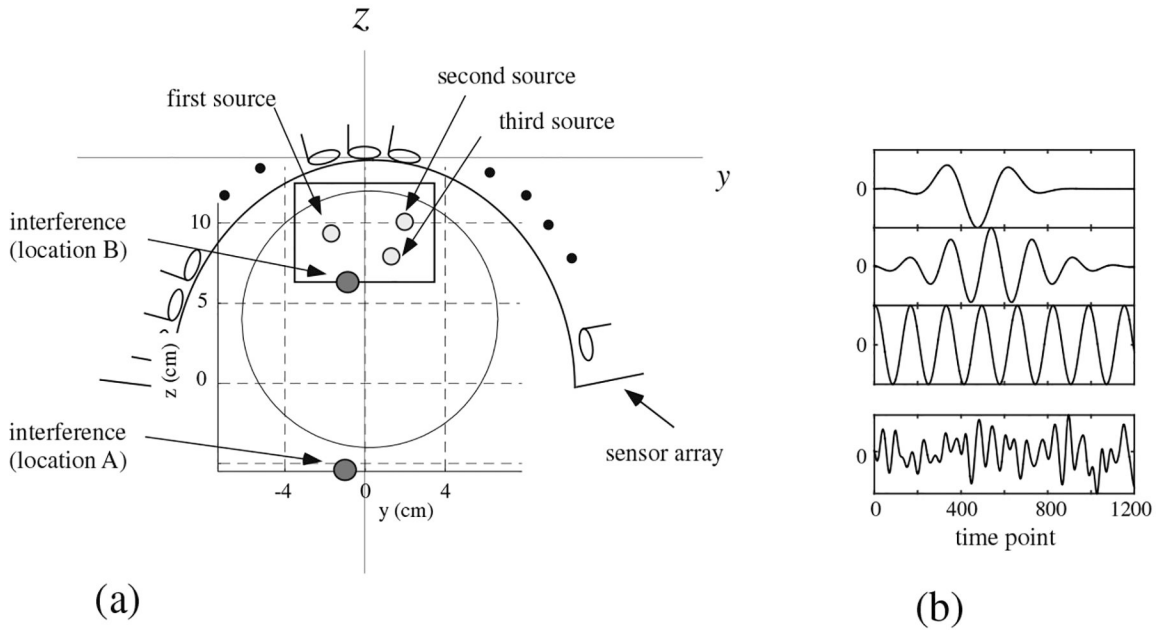 z
second source
first source
third source
y
interference
(location B)
10
5
z (cm)
0
interference
(location A)
sensor array
-4
0
4
y (cm)
(a)
0
0
0
0
0
400
800
1200
time point
(b)